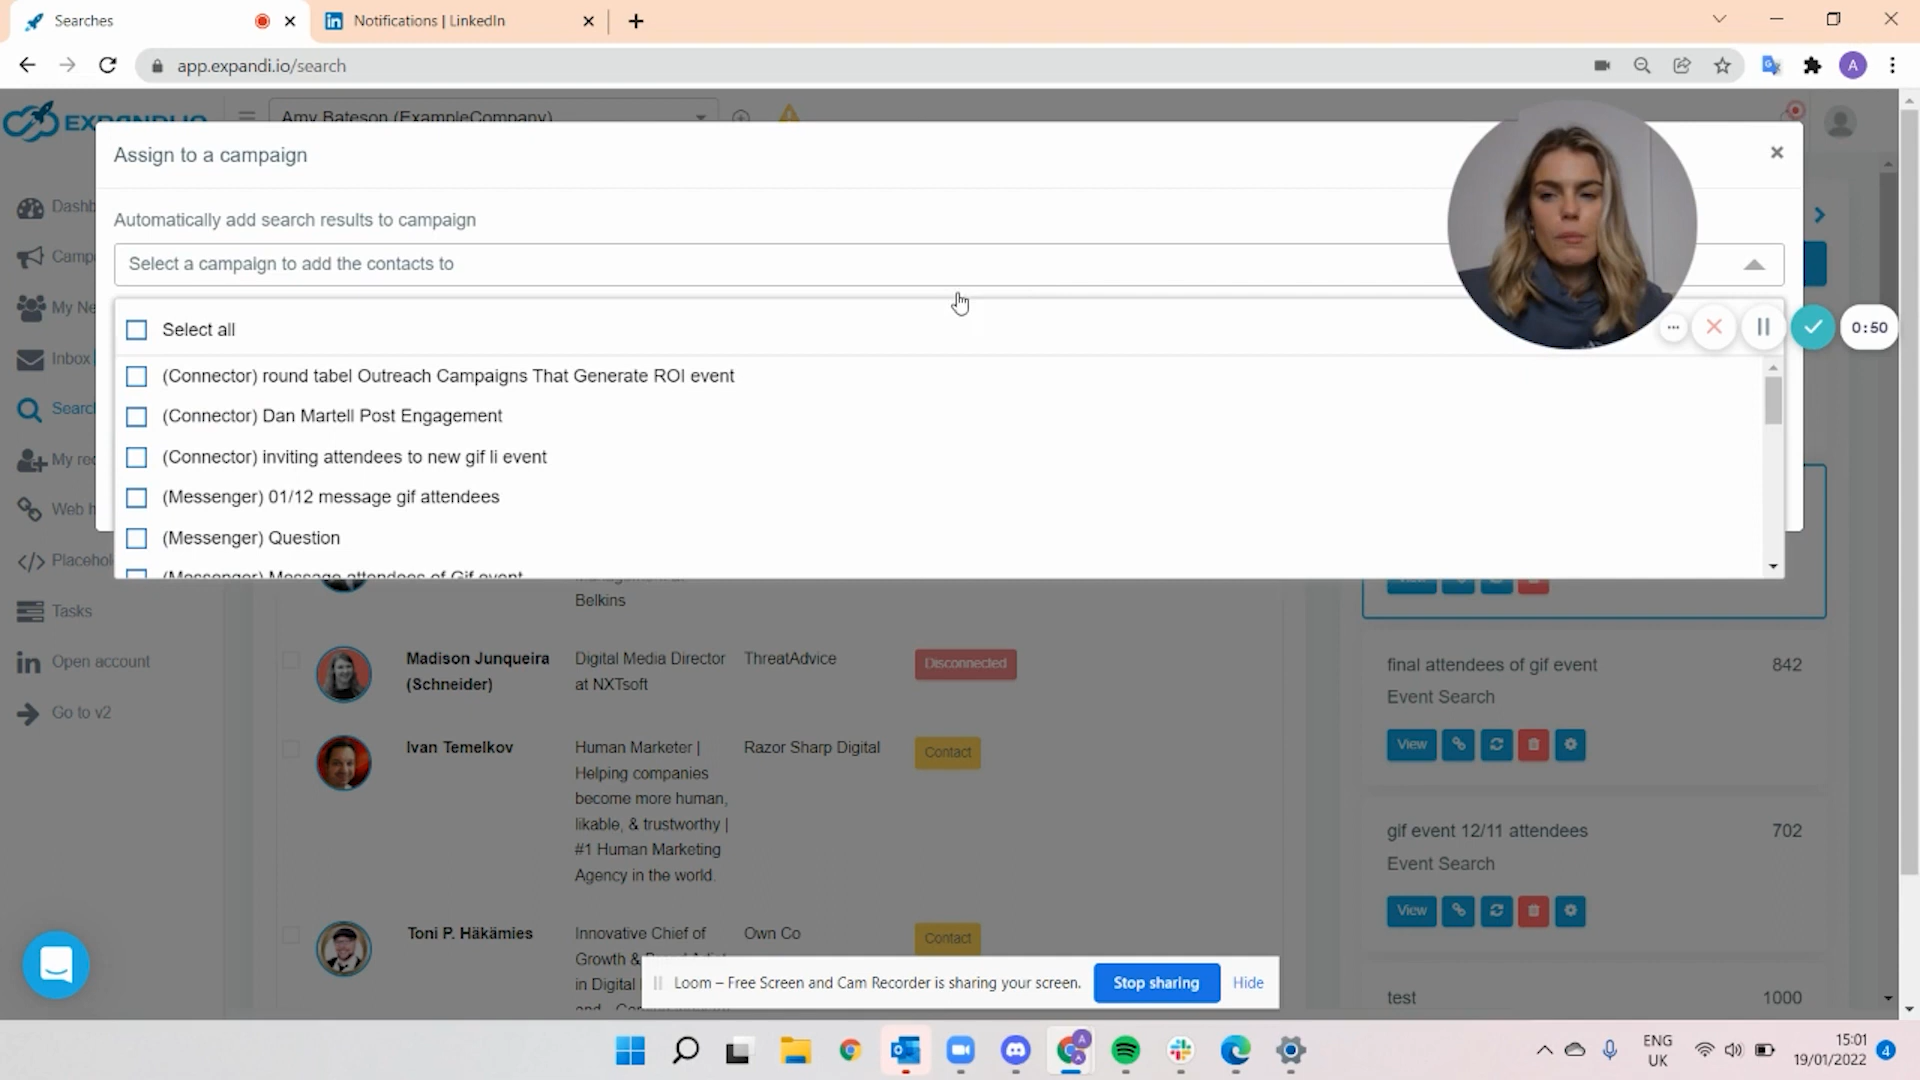 Searches
Notifications | LinkedIn
app.expandi.io/search
A
EXPANDI.IO
Amy Bateson (ExampleCompany)
Assign to a campaign
Automatically add search results to campaign
Select a campaign to add the contacts to
Select all
(Connector) round tabel Outreach Campaigns That Generate ROI event
(Connector) Dan Martell Post Engagement
(Connector) inviting attendees to new gif li event
(Messenger) 01/12 message gif attendees
(Messenger) Question
(Messenger) Message attendees of Gif event
0:50
Dashb
Campa
My Ne
Inbox
Search
My req
Web h
Placehol
Tasks
Open account
Go to v2
Belkins
Madison Junqueira (Schneider)
Digital Media Director at NXTsoft
ThreatAdvice
Disconnected
Ivan Temelkov
Human Marketer |
Helping companies
become more human,
likable, & trustworthy |
#1 Human Marketing
Agency in the world.
Razor Sharp Digital
Contact
Toni P. Häkämies
Innovative Chief of
Growth &
in Digital
Own Co
Contact
View
final attendees of gif event 842
Event Search
View
gif event 12/11 attendees 702
Event Search
View
test 1000
Loom – Free Screen and Cam Recorder is sharing your screen.
Stop sharing
Hide
ENG
UK
15:01
19/01/2022
4